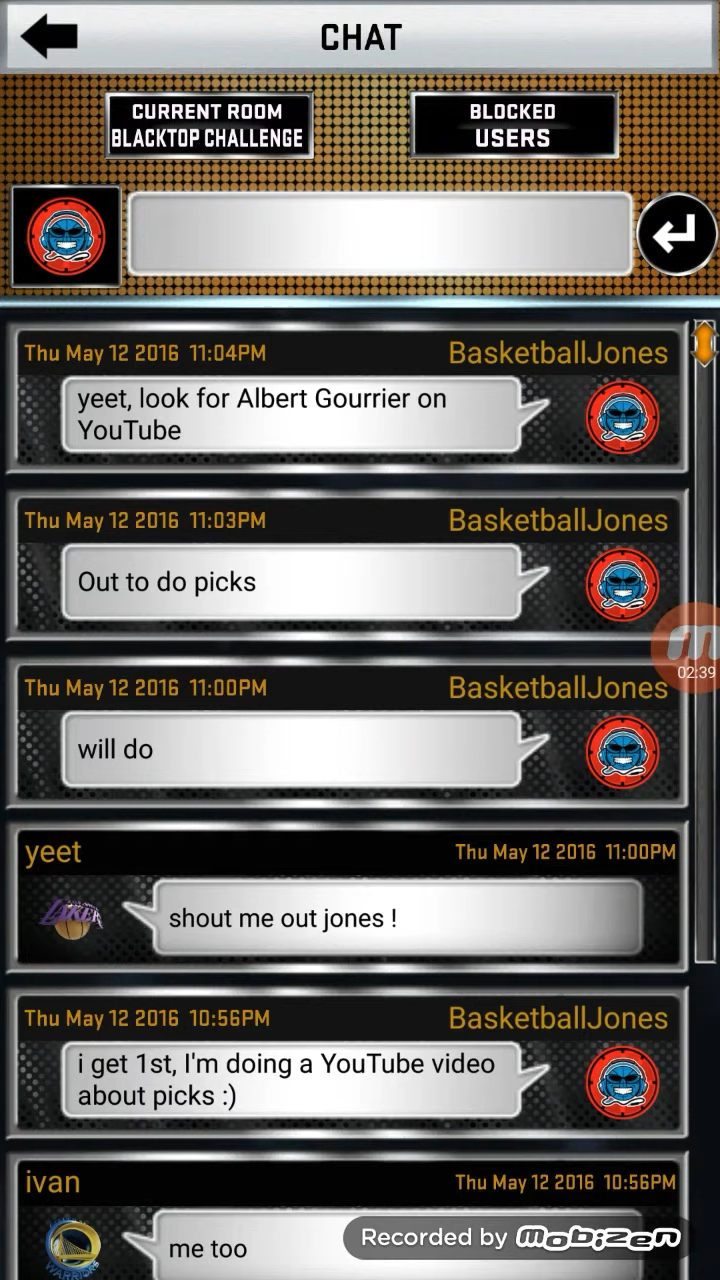 CHAT
CURRENT ROOM
BLACKTOP CHALLENGE
BLOCKED
USERS
Thu May 12 2016 11:04PM
BasketballJones
yeet, look for Albert Gourrier on
YouTube
Thu May 12 2016 11:03PM
BasketballJones
Out to do picks
02:39
Thu May 12 2016 11:00PM
BasketballJones
will do
yeet
Thu May 12 2016 11:00PM
shout me out jones !
Thu May 12 2016 10:56PM
BasketballJones
i get 1st, I'm doing a YouTube video
about picks :)
ivan
Thu May 12 2016 10:56PM
me too
WARRIORS
Recorded by Mobizen